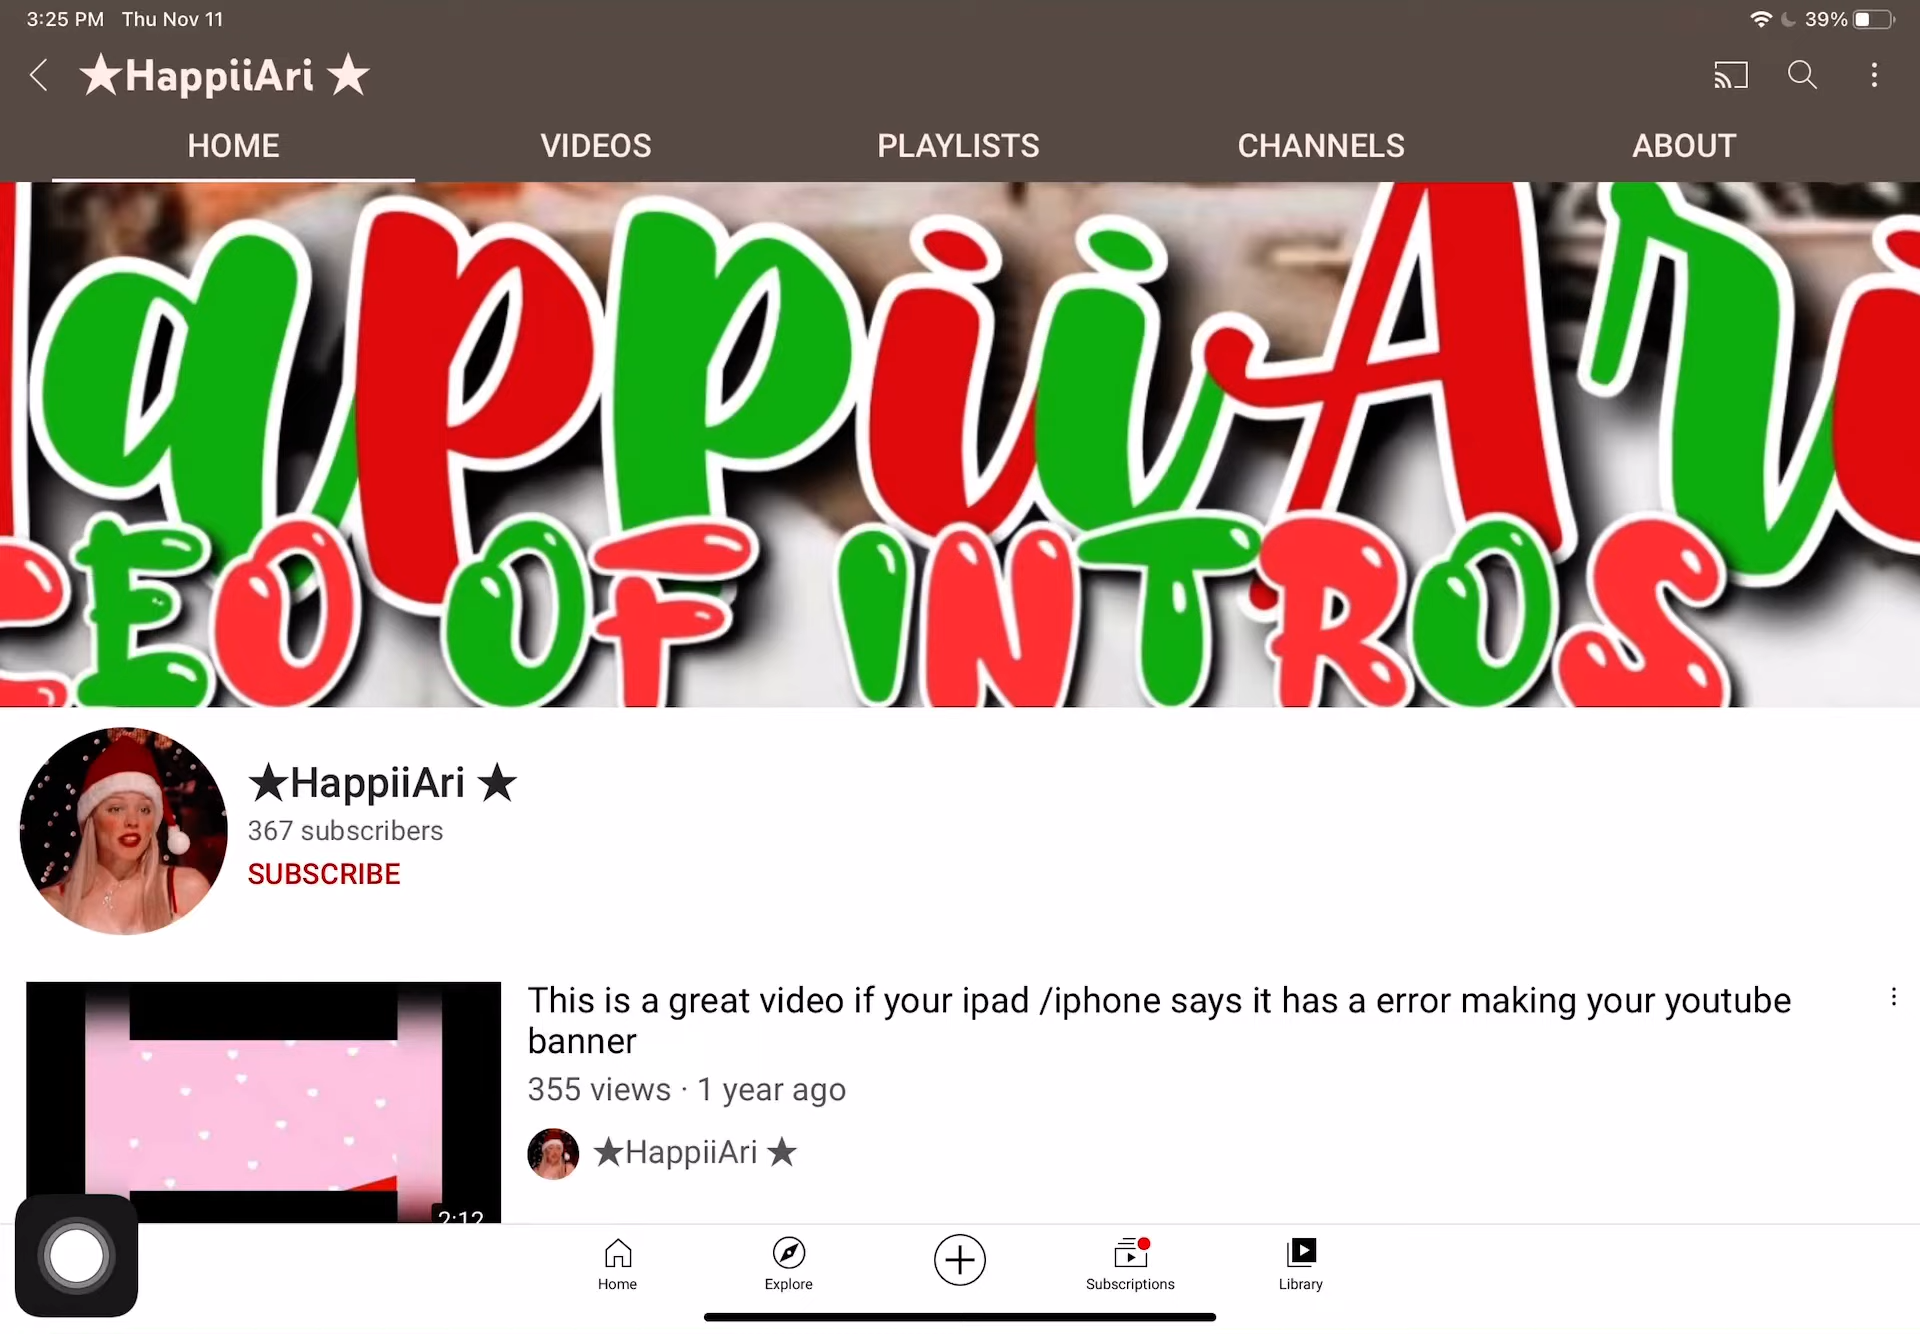 3:25 PM Thu Nov 11
39%
★HappiiAri ★
HOME VIDEOS PLAYLISTS CHANNELS ABOUT
appiiAri
CEO OF INTROS
★HappiiAri ★
367 subscribers
SUBSCRIBE
This is a great video if your ipad /iphone says it has a error making your youtube
banner
355 views · 1 year ago
★HappiiAri ★
2:12
Home Explore Subscriptions Library